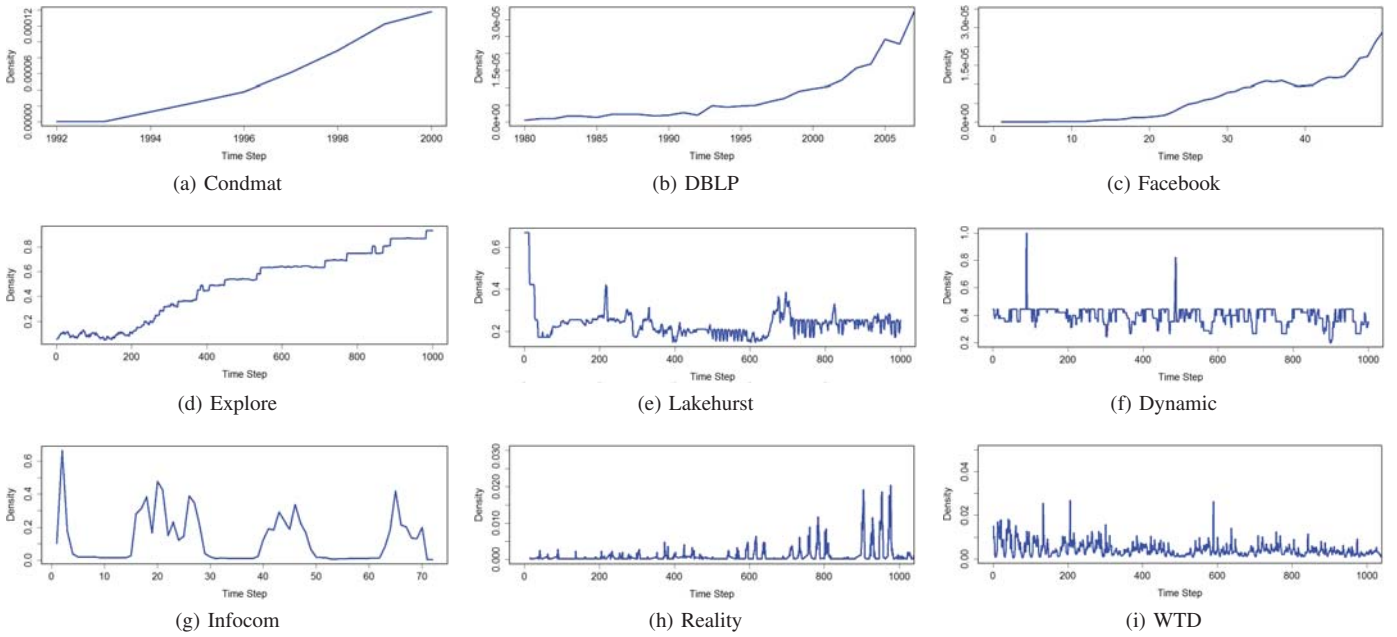 Density
0.00000
0.00006
0.00012
1992
1994
1996
1998
2000
Time Step
(a) Condmat
Density
0.0e+00
1.5e-05
3.0e-05
1980
1985
1990
1995
2000
2005
Time Step
(b) DBLP
Density
0.0e+00
1.5e-05
3.0e-05
0
10
20
30
40
Time Step
(c) Facebook
Density
0.2
0.4
0.6
0.8
0
200
400
600
800
1000
Time Step
(d) Explore
Density
0.2
0.4
0.6
0
200
400
600
800
1000
Time Step
(e) Lakehurst
Density
0.2
0.4
0.6
0.8
1.0
0
200
400
600
800
1000
Time Step
(f) Dynamic
Density
0.0
0.2
0.4
0.6
0
10
20
30
40
50
60
70
Time Step
(g) Infocom
Density
0.000
0.010
0.020
0.030
0
200
400
600
800
1000
Time Step
(h) Reality
Density
0.00
0.02
0.04
0
200
400
600
800
1000
Time Step
(i) WTD